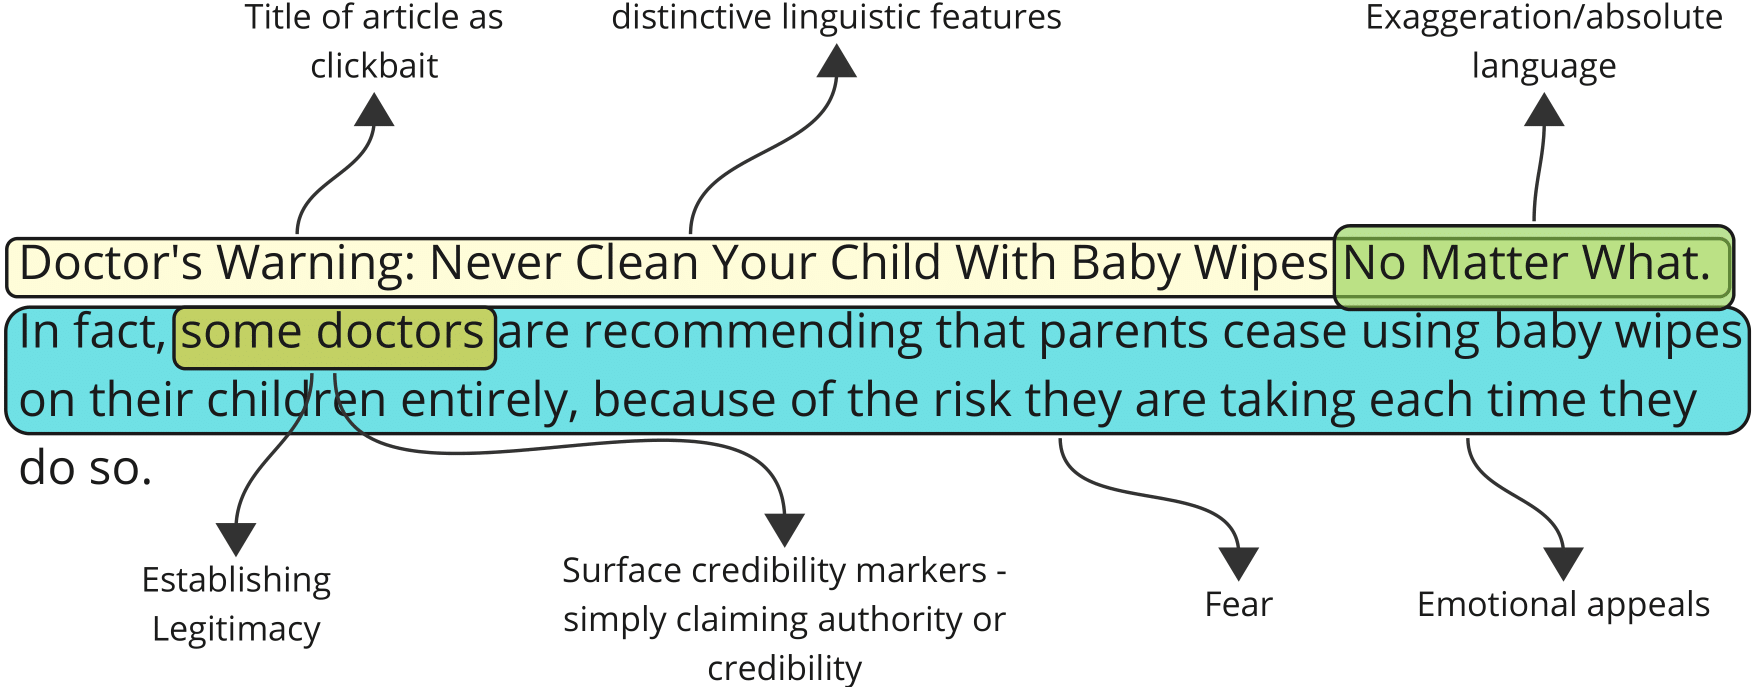 Title of article as
clickbait
distinctive linguistic features
Exaggeration/absolute
language
Doctor's Warning: Never Clean Your Child With Baby Wipes No Matter What.
In fact, some doctors are recommending that parents cease using baby wipes
on their children entirely, because of the risk they are taking each time they
do so.
Establishing
Legitimacy
Surface credibility markers -
simply claiming authority or
credibility
Fear
Emotional appeals